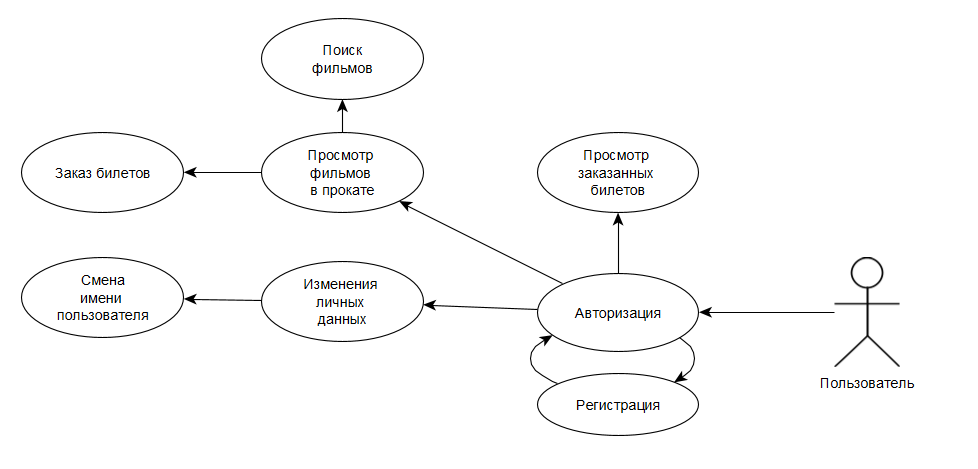 Поиск
фильмов
Заказ билетов
Просмотр
фильмов
в прокате
Просмотр
заказанных
билетов
Смена
имени
пользователя
Изменения
личных
данных
Авторизация
Регистрация
Пользователь